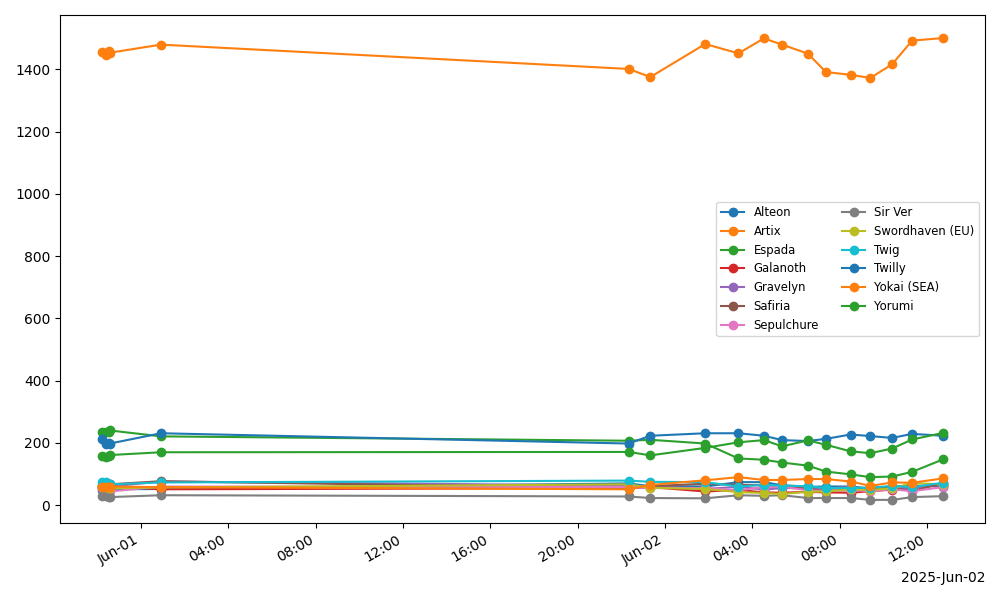 1400
1200
1000
800
600
400
200
0
Alteon
Artix
Espada
Galanoth
Gravelyn
Safiria
Sepulchure
Sir Ver
Swordhaven (EU)
Twig
Twilly
Yokai (SEA)
Yorumi
Jun-01 04:00 08:00 12:00 16:00 20:00 Jun-02 04:00 08:00 12:00
2025-Jun-02